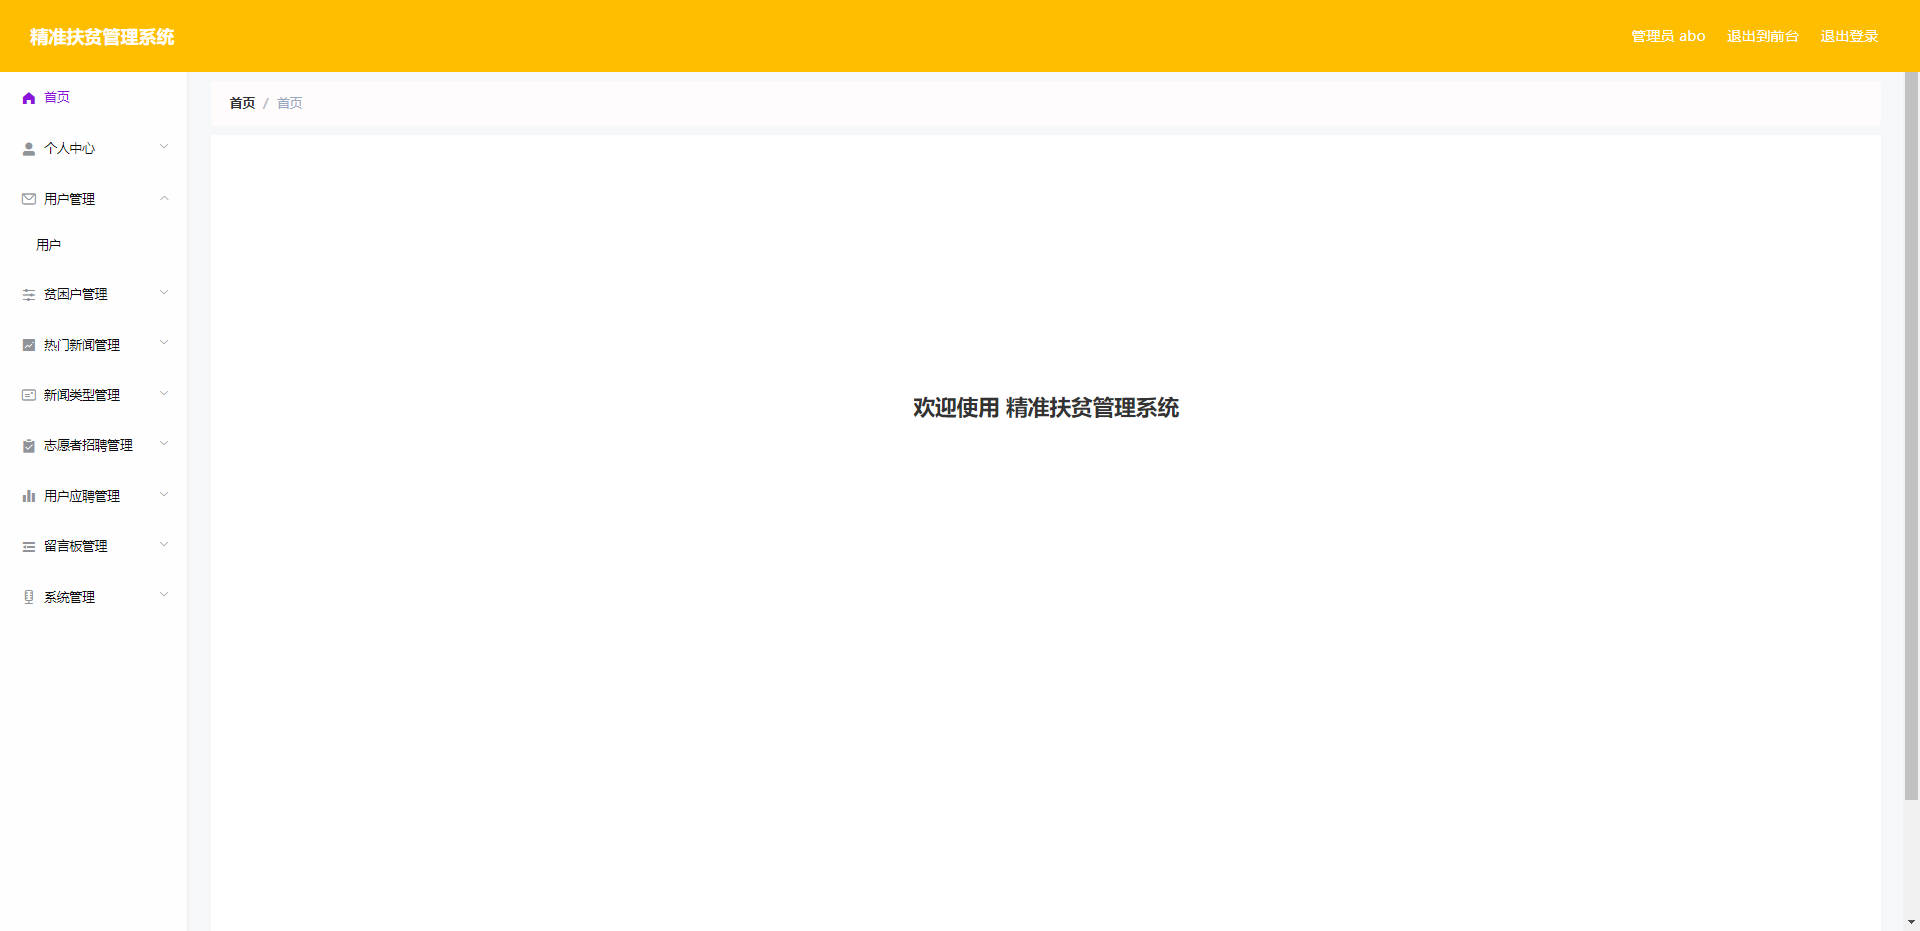 精准扶贫管理系统
管理员 abo 退出到前台 退出登录
首页
个人中心
用户管理
用户
贫困户管理
热门新闻管理
新闻类型管理
志愿者招聘管理
用户应聘管理
留言板管理
系统管理
首页 / 首页
欢迎使用 精准扶贫管理系统